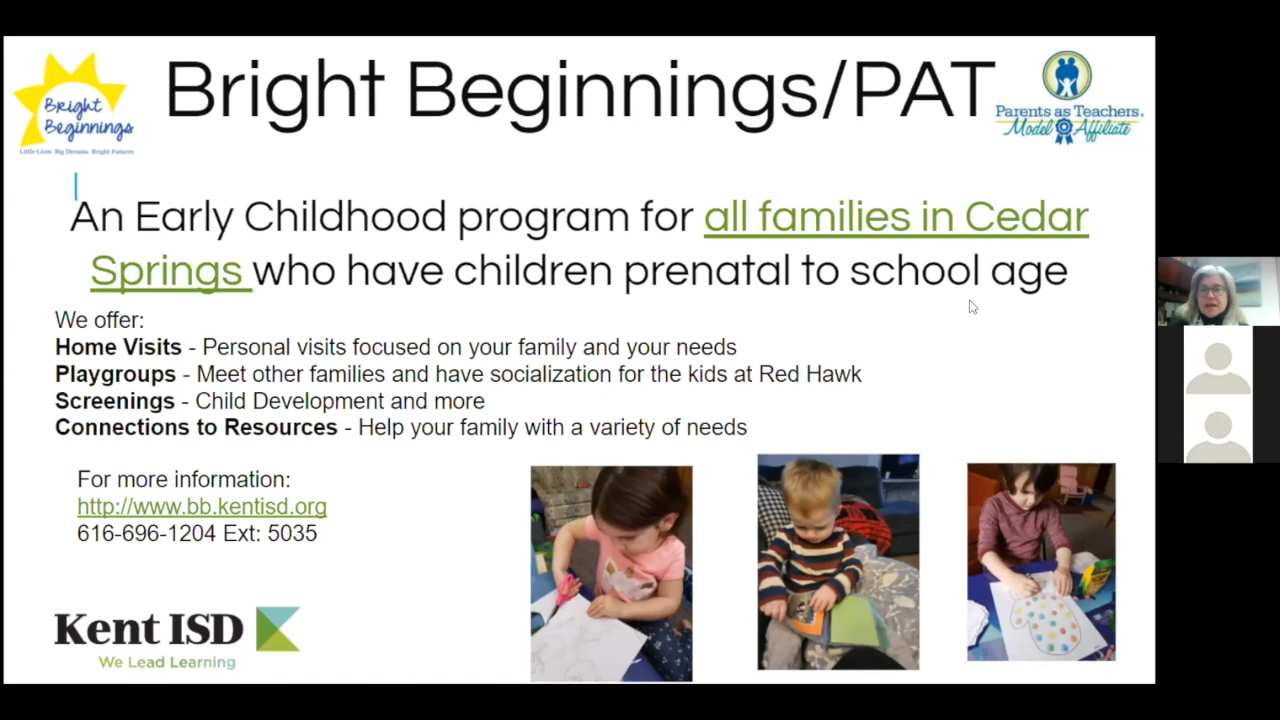 Bright Beginnings/PAT
Bright
Beginnings
Little Lives Big Dreams Bright Futures
Parents as Teachers
Model Affiliate
An Early Childhood program for all families in Cedar
Springs who have children prenatal to school age
We offer:
Home Visits - Personal visits focused on your family and your needs
Playgroups - Meet other families and have socialization for the kids at Red Hawk
Screenings - Child Development and more
Connections to Resources - Help your family with a variety of needs
For more information:
http://www.bb.kentisd.org
616-696-1204 Ext: 5035
Kent ISD
We Lead Learning